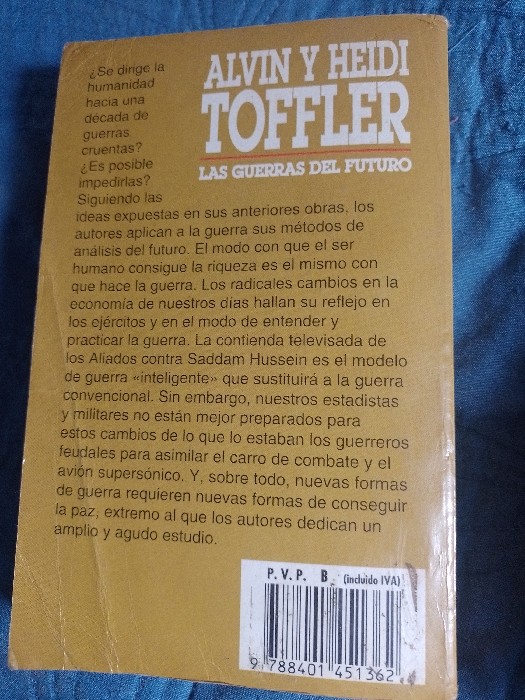 ALVIN Y HEIDI
TOFFLER
LAS GUERRAS DEL FUTURO
¿Se dirige la
humanidad
hacia una
década de
guerras
cruentas?
¿Es posible
impedirlas?
Siguiendo las
ideas expuestas en sus anteriores obras, los
autores aplican a la guerra sus métodos de
análisis del futuro. El modo con que el ser
humano consigue la riqueza es el mismo con
que hace la guerra. Los radicales cambios en la
economía de nuestros días hallan su reflejo en
los ejércitos y en el modo de entender y
practicar la guerra. La contienda televisada de
los Aliados contra Saddam Hussein es el modelo
de guerra «inteligente» que sustituirá a la guerra
convencional. Sin embargo, nuestros estadistas
y militares no están mejor preparados para
estos cambios de lo que lo estaban los guerreros
feudales para asimilar el carro de combate y el
avión supersónico. Y, sobre todo, nuevas formas
de guerra requieren nuevas formas de conseguir
la paz, extremo al que los autores dedican un
amplio y agudo estudio.
P.V.P. B (incluido IVA)
9 788401 451362